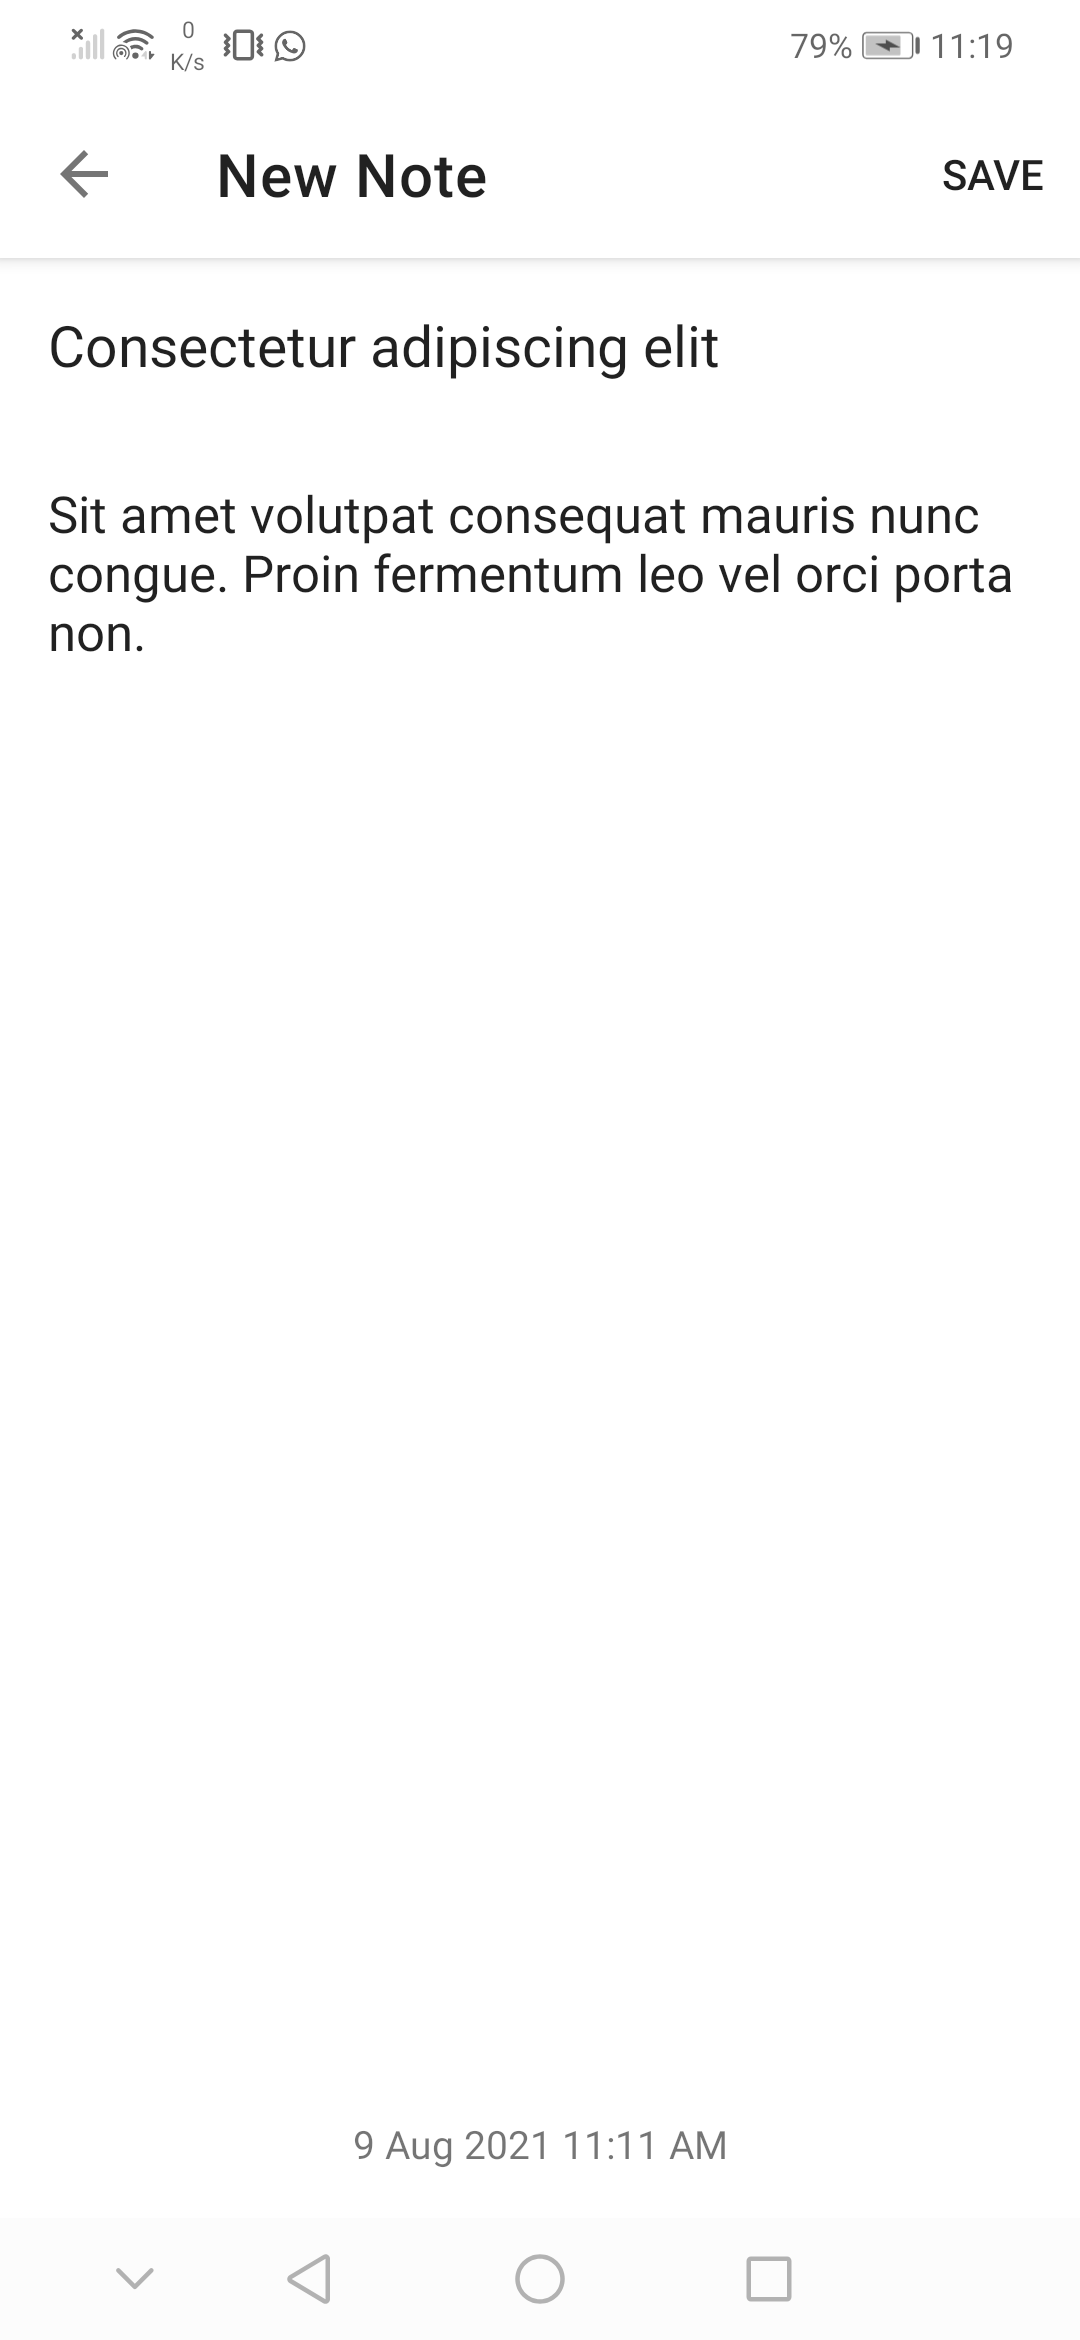 0
K/s
79% 11:19
New Note
SAVE
Consectetur adipiscing elit
Sit amet volutpat consequat mauris nunc
congue. Proin fermentum leo vel orci porta
non.
9 Aug 2021 11:11 AM